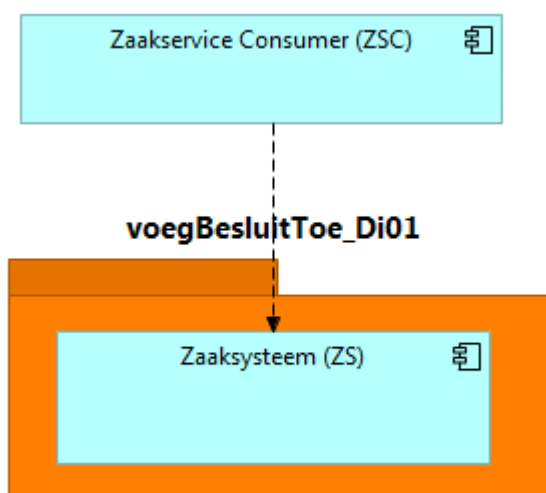 Zaakservice Consumer (ZSC)
voegBesluitToe_Di01
Zaaksysteem (ZS)